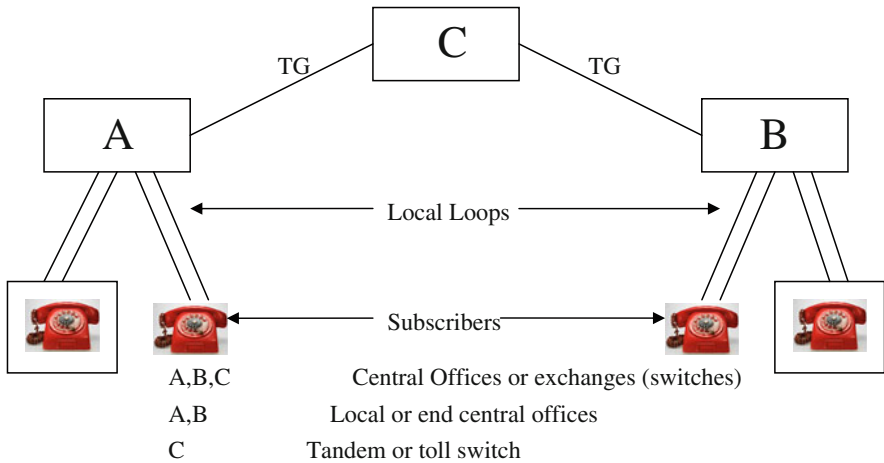 C
TG TG
A B
Local Loops
Subscribers
A,B,C Central Offices or exchanges (switches)
A,B Local or end central offices
C Tandem or toll switch